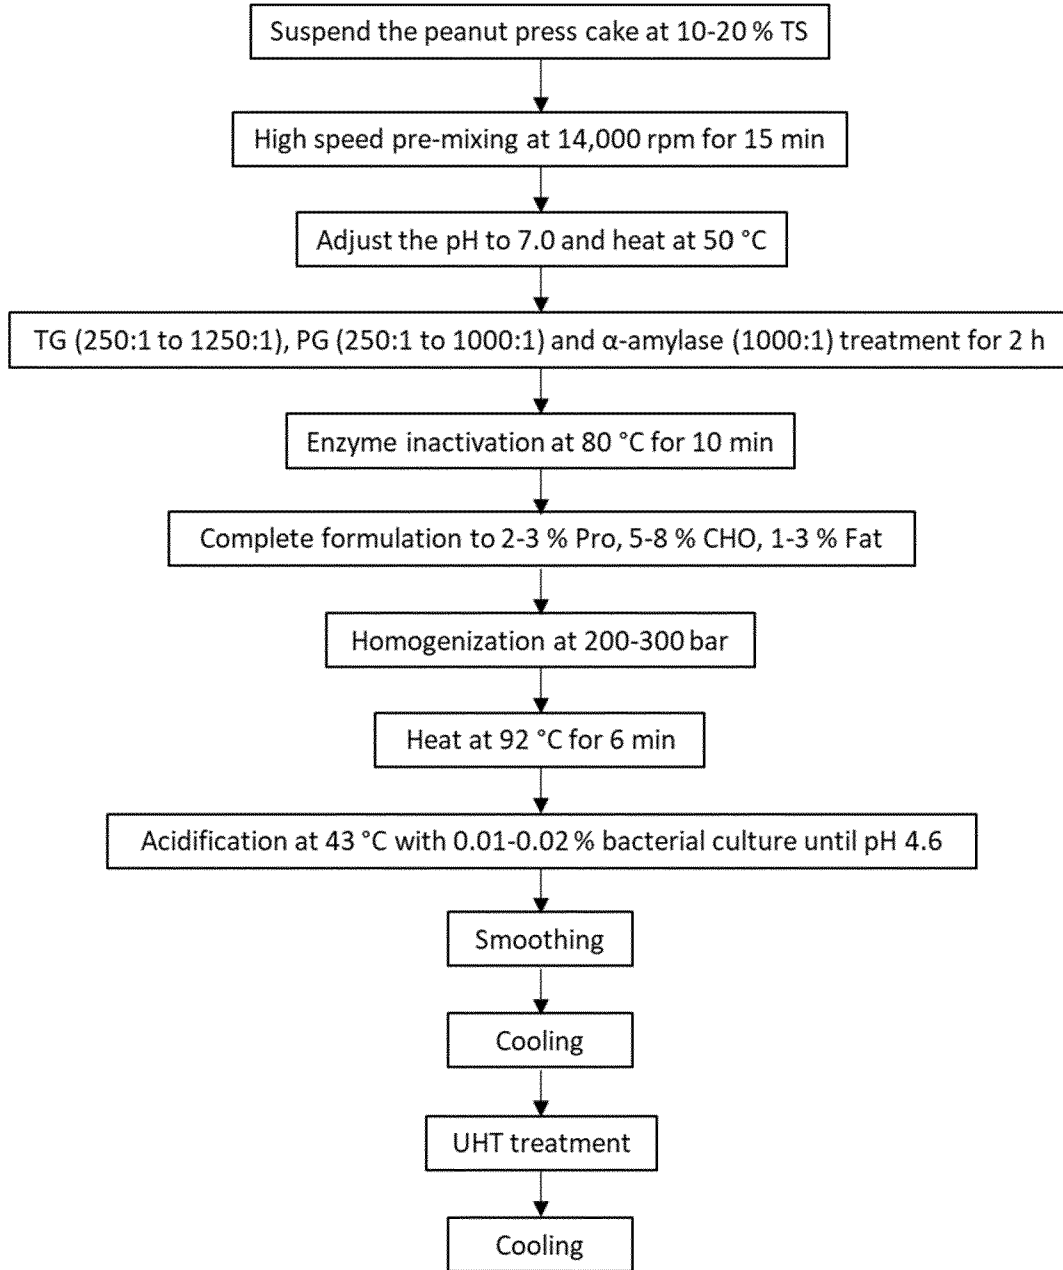 Suspend the peanut press cake at 10-20 % TS
High speed pre-mixing at 14,000 rpm for 15 min
Adjust the pH to 7.0 and heat at 50 °C
TG (250:1 to 1250:1), PG (250:1 to 1000:1) and α-amylase (1000:1) treatment for 2 h
Enzyme inactivation at 80 °C for 10 min
Complete formulation to 2-3 % Pro, 5-8 % CHO, 1-3 % Fat
Homogenization at 200-300 bar
Heat at 92 °C for 6 min
Acidification at 43 °C with 0.01-0.02 % bacterial culture until pH 4.6
Smoothing
Cooling
UHT treatment
Cooling